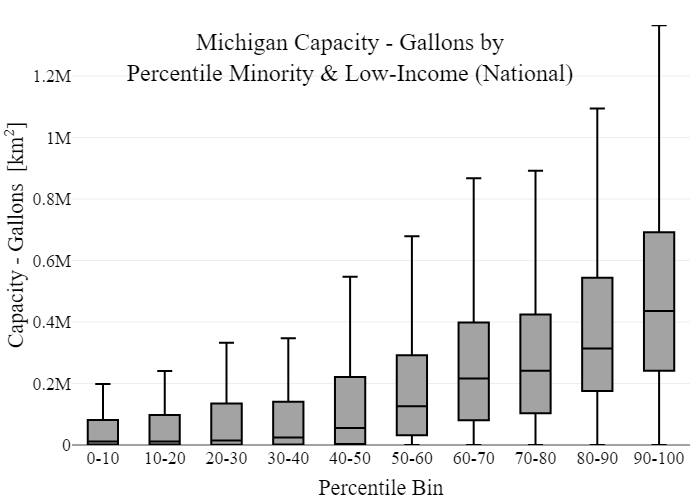 Michigan Capacity - Gallons by
Percentile Minority & Low-Income (National)
Capacity - Gallons [km²]
1.2M
1M
0.8M
0.6M
0.4M
0.2M
0
0-10 10-20 20-30 30-40 40-50 50-60 60-70 70-80 80-90 90-100
Percentile Bin